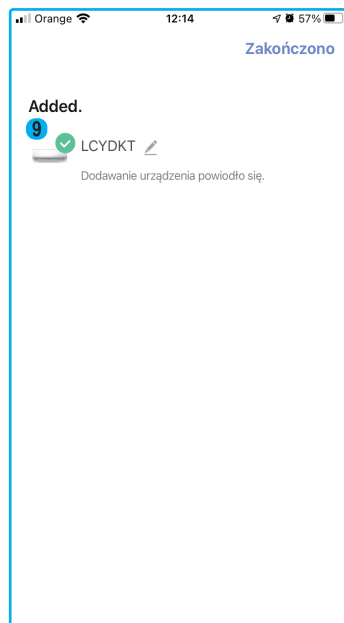 Orange 12:14 57%
Zakończono
Added.
9
LCYDKT
Dodawanie urządzenia powiodło się.